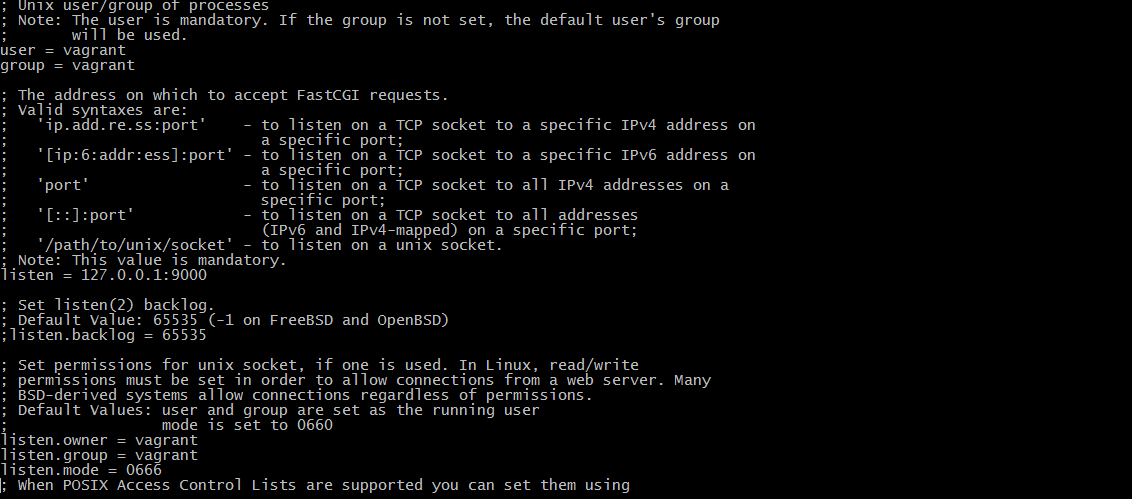 ; Unix user/group of processes
; Note: The user is mandatory. If the group is not set, the default user's group
;       will be used.
user = vagrant
group = vagrant

; The address on which to accept FastCGI requests.
; Valid syntaxes are:
;   'ip.add.re.ss:port'    - to listen on a TCP socket to a specific IPv4 address on
;                            a specific port;
;   '[ip:6:addr:ess]:port' - to listen on a TCP socket to a specific IPv6 address on
;                            a specific port;
;   'port'                 - to listen on a TCP socket to all IPv4 addresses on a
;                            specific port;
;   '[::]:port'            - to listen on a TCP socket to all addresses
;                            (IPv6 and IPv4-mapped) on a specific port;
;   '/path/to/unix/socket' - to listen on a unix socket.
; Note: This value is mandatory.
listen = 127.0.0.1:9000

; Set listen(2) backlog.
; Default Value: 65535 (-1 on FreeBSD and OpenBSD)
;listen.backlog = 65535

; Set permissions for unix socket, if one is used. In Linux, read/write
; permissions must be set in order to allow connections from a web server. Many
; BSD-derived systems allow connections regardless of permissions.
; Default Values: user and group are set as the running user
;                 mode is set to 0660
listen.owner = vagrant
listen.group = vagrant
listen.mode = 0666
; When POSIX Access Control Lists are supported you can set them using